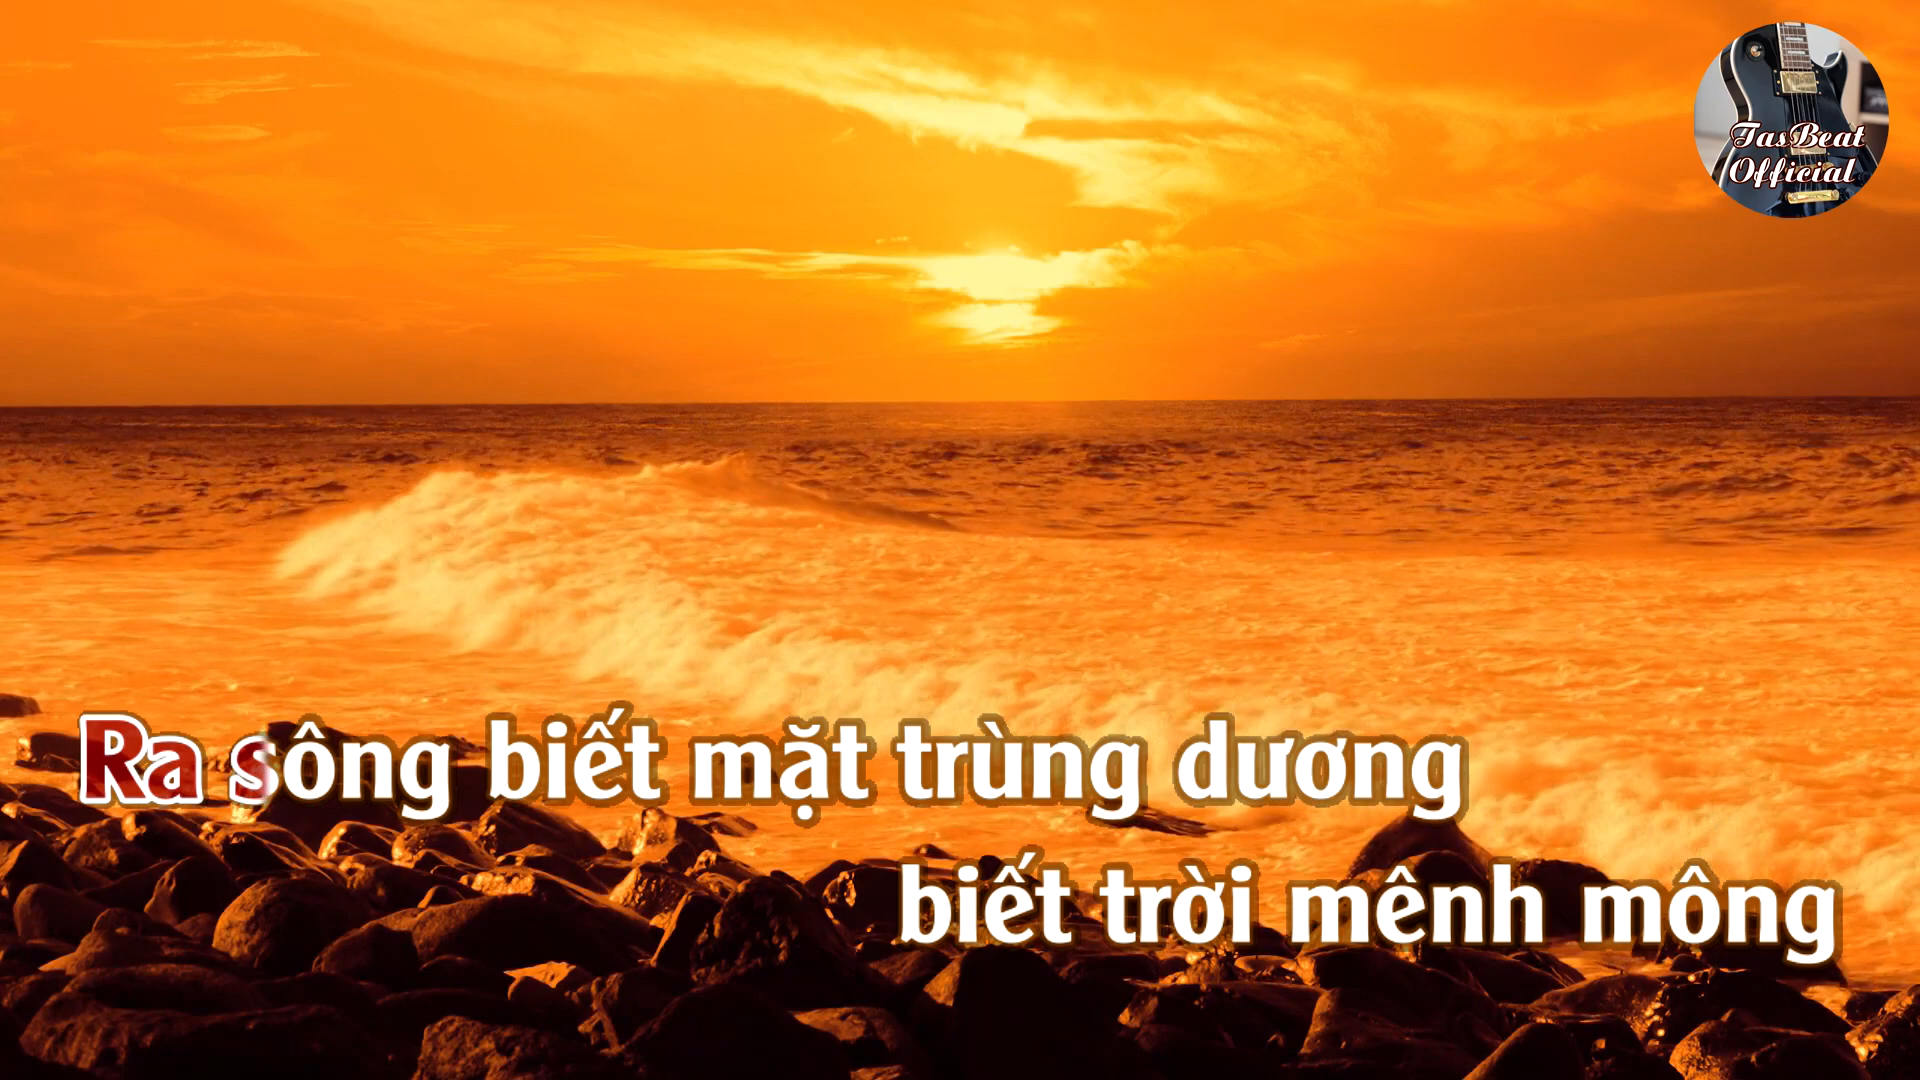 TasBeat
Official
Ra sông biết mặt trùng dương
biết trời mênh mông